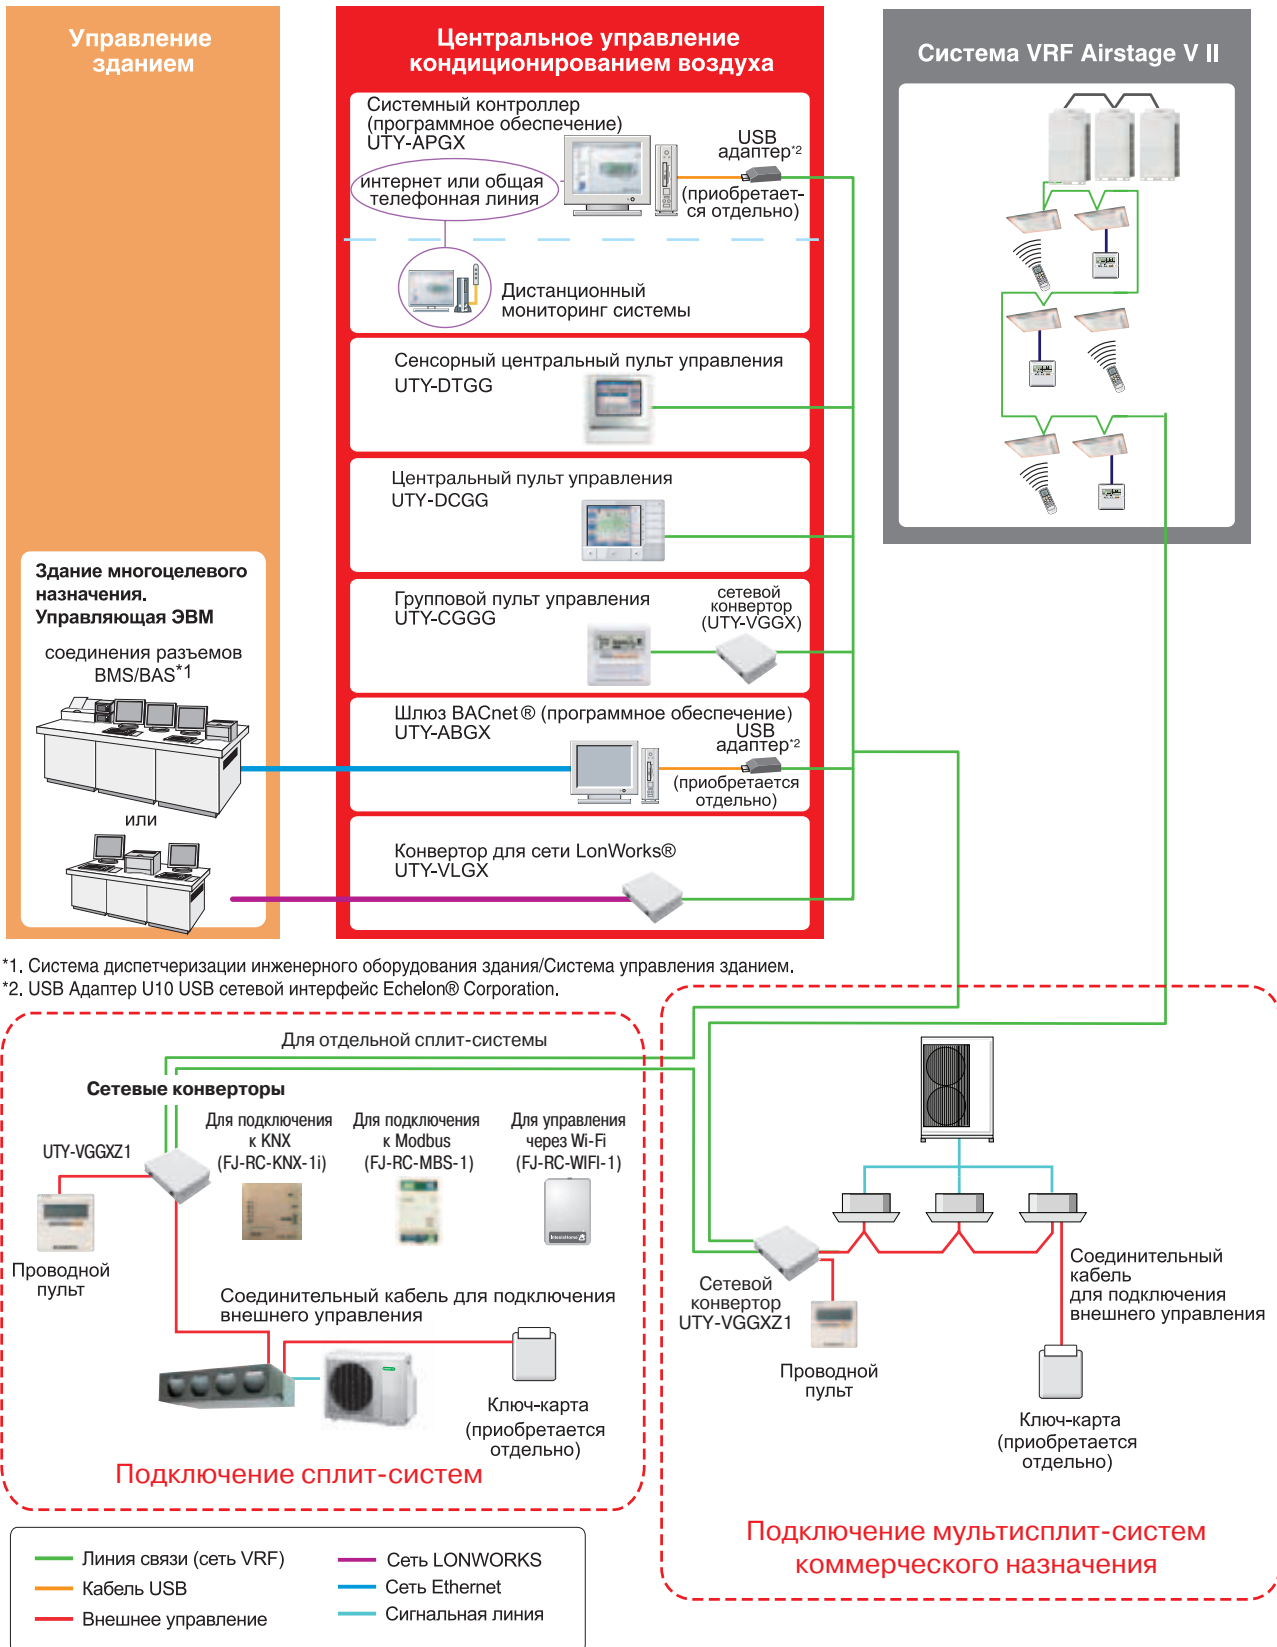 Управление
зданием
Центральное управление
кондиционированием воздуха
Система VRF Airstage V II
Системный контроллер
(программное обеспечение)
UTY-APGX
USB
адаптер*2
(приобретает-
ся отдельно)
интернет или общая
телефонная линия
Дистанционный
мониторинг системы
Сенсорный центральный пульт управления
UTY-DTGG
Центральный пульт управления
UTY-DCGG
Групповой пульт управления
UTY-CGGG
сетевой
конвертор
(UTY-VGGX)
Шлюз BACnet® (программное обеспечение)
UTY-ABGX
USB
адаптер*2
(приобретается
отдельно)
Конвертор для сети LonWorks®
UTY-VLGX
Здание многоцелевого
назначения.
Управляющая ЭВМ
соединения разъемов
BMS/BAS*1
или
*1. Система диспетчеризации инженерного оборудования здания/Система управления зданием.
*2. USB Адаптер U10 USB сетевой интерфейс Echelon® Corporation.
Для отдельной сплит-системы
Сетевые конверторы
UTY-VGGXZ1
Для подключения
к KNX
(FJ-RC-KNX-1i)
Для подключения
к Modbus
(FJ-RC-MBS-1)
Для управления
через Wi-Fi
(FJ-RC-WIFI-1)
IntesisHome
Проводной
пульт
Соединительный кабель для подключения
внешнего управления
Ключ-карта
(приобретается
отдельно)
Подключение сплит-систем
Сетевой
конвертор
UTY-VGGXZ1
Проводной
пульт
Соединительный
кабель
для подключения
внешнего управления
Ключ-карта
(приобретается
отдельно)
Подключение мультисплит-систем
коммерческого назначения
Линия связи (сеть VRF)
Кабель USB
Внешнее управление
Сеть LONWORKS
Сеть Ethernet
Сигнальная линия